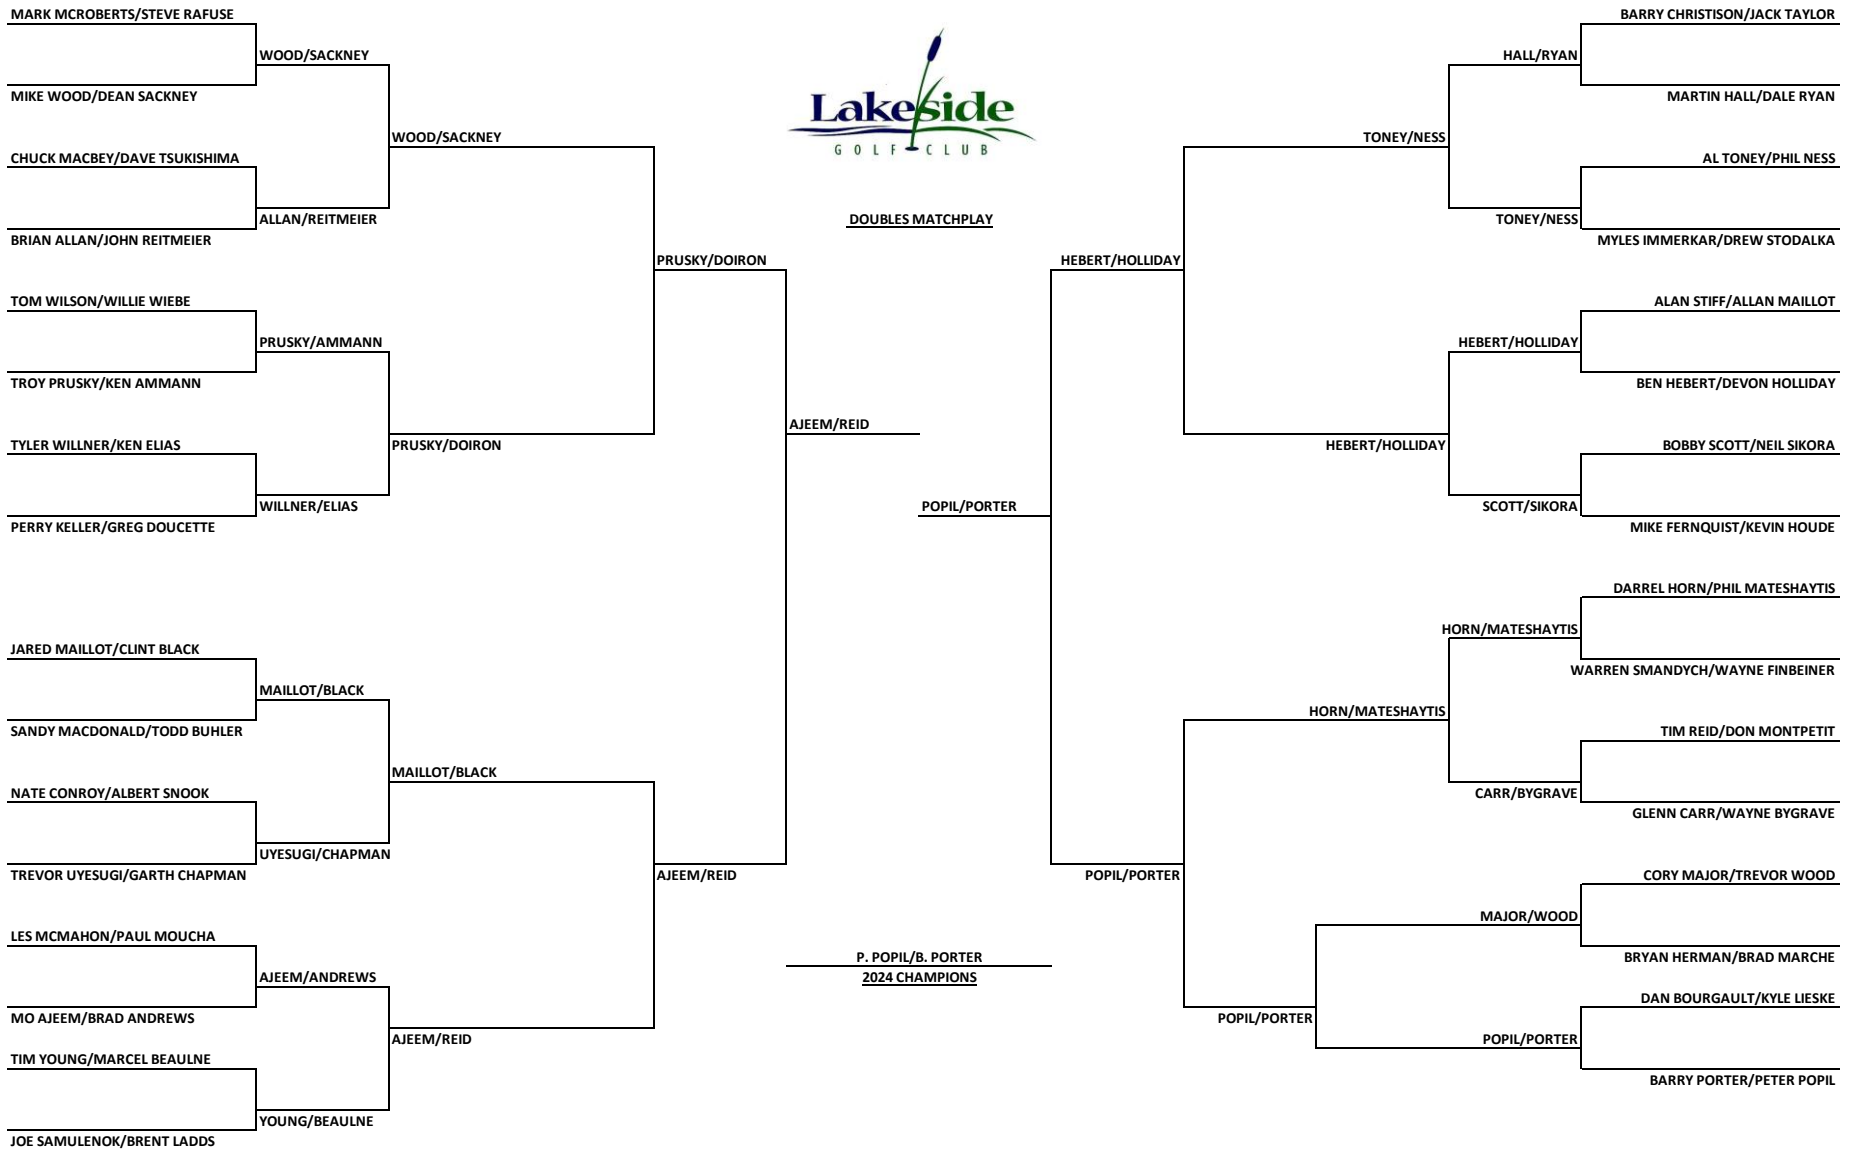 MARK MCROBERTS/STEVE RAFUSE
WOOD/SACKNEY
MIKE WOOD/DEAN SACKNEY
WOOD/SACKNEY
CHUCK MACBEY/DAVE TSUKISHIMA
ALLAN/REITMEIER
BRIAN ALLAN/JOHN REITMEIER
PRUSKY/DOIRON
TOM WILSON/WILLIE WIEBE
PRUSKY/AMMANN
TROY PRUSKY/KEN AMMANN
PRUSKY/DOIRON
TYLER WILLNER/KEN ELIAS
WILLNER/ELIAS
PERRY KELLER/GREG DOUCETTE
AJEEM/REID
JARED MAILLOT/CLINT BLACK
MAILLOT/BLACK
SANDY MACDONALD/TODD BUHLER
MAILLOT/BLACK
NATE CONROY/ALBERT SNOOK
UYESUGI/CHAPMAN
TREVOR UYESUGI/GARTH CHAPMAN
AJEEM/REID
LES MCMAHON/PAUL MOUCHA
AJEEM/ANDREWS
MO AJEEM/BRAD ANDREWS
AJEEM/REID
TIM YOUNG/MARCEL BEAULNE
YOUNG/BEAULNE
JOE SAMULENOK/BRENT LADDS
Lakeside
GOLF CLUB
DOUBLES MATCHPLAY
POPIL/PORTER
P. POPIL/B. PORTER
2024 CHAMPIONS
BARRY CHRISTISON/JACK TAYLOR
HALL/RYAN
MARTIN HALL/DALE RYAN
TONEY/NESS
AL TONEY/PHIL NESS
TONEY/NESS
MYLES IMMERKAR/DREW STODALKA
HEBERT/HOLLIDAY
ALAN STIFF/ALLAN MAILLOT
HEBERT/HOLLIDAY
BEN HEBERT/DEVON HOLLIDAY
HEBERT/HOLLIDAY
BOBBY SCOTT/NEIL SIKORA
SCOTT/SIKORA
MIKE FERNQUIST/KEVIN HOUDE
DARREL HORN/PHIL MATESHAYTIS
HORN/MATESHAYTIS
WARREN SMANDYCH/WAYNE FINBEINER
HORN/MATESHAYTIS
TIM REID/DON MONTPETIT
CARR/BYGRAVE
GLENN CARR/WAYNE BYGRAVE
POPIL/PORTER
CORY MAJOR/TREVOR WOOD
MAJOR/WOOD
BRYAN HERMAN/BRAD MARCHE
POPIL/PORTER
DAN BOURGAULT/KYLE LIESKE
POPIL/PORTER
BARRY PORTER/PETER POPIL